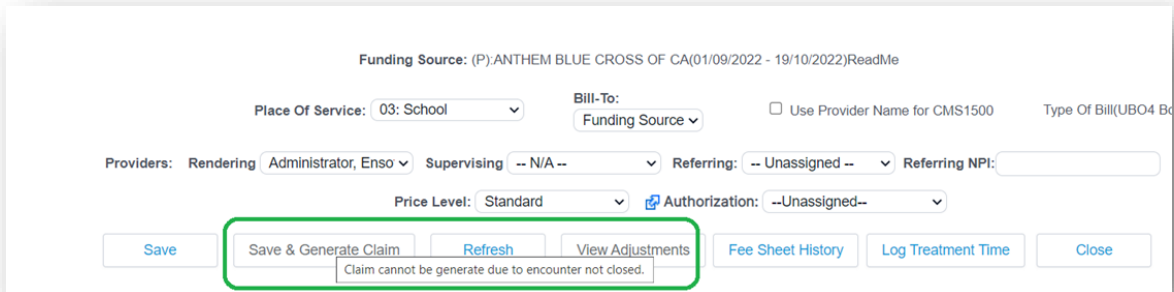 Funding Source: (P):ANTHEM BLUE CROSS OF CA(01/09/2022 - 19/10/2022)ReadMe
Place Of Service: 03: School Bill-To: Funding Source Use Provider Name for CMS1500 Type Of Bill(UBO4 Bo
Providers: Rendering Administrator, Enso Supervising -- N/A -- Referring: -- Unassigned -- Referring NPI:
Price Level: Standard Authorization: --Unassigned--
Save Save & Generate Claim Refresh View Adjustments Fee Sheet History Log Treatment Time Close
Claim cannot be generate due to encounter not closed.